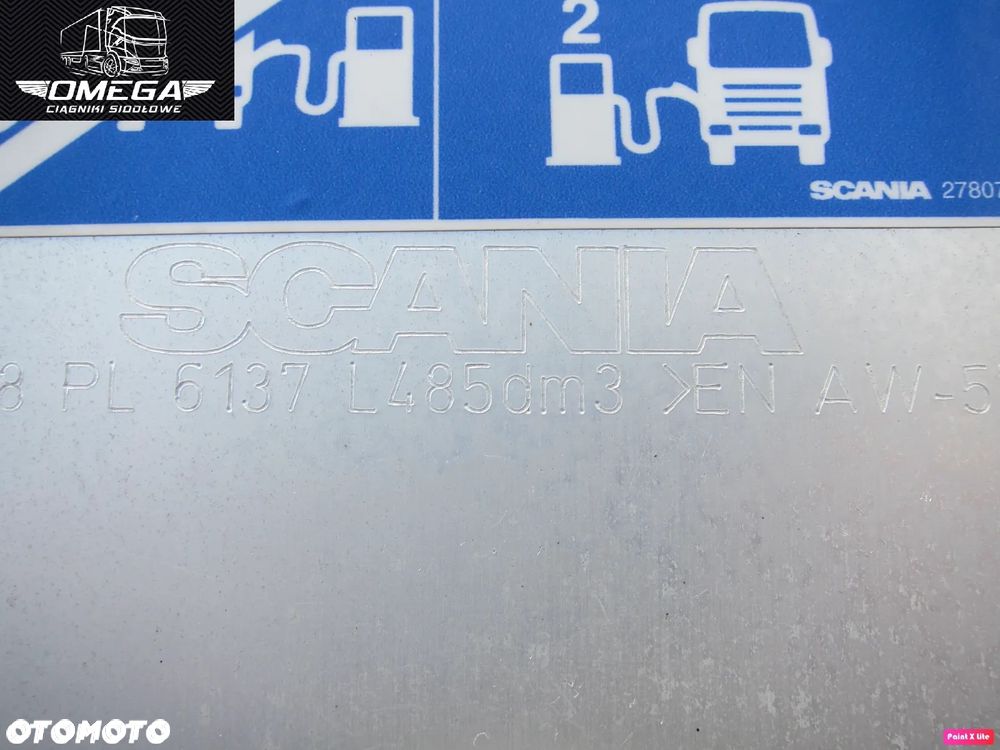 OMEGA
CIĄGNIKI SIODŁOWE
2
SCANIA 27807
SCANIA
8 PL 6137 L485dm3 >EN AW-5
OTOMOTO
Paint X Lite